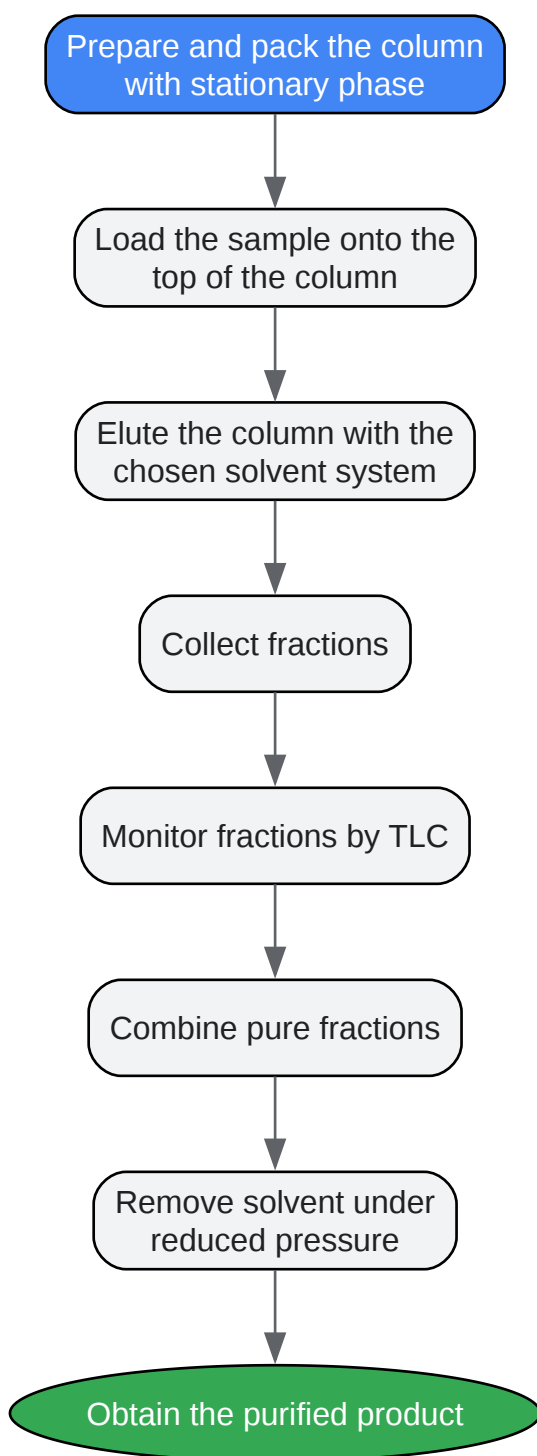 Prepare and pack the column
with stationary phase
Load the sample onto the
top of the column
Elute the column with the
chosen solvent system
Collect fractions
Monitor fractions by TLC
Combine pure fractions
Remove solvent under
reduced pressure
Obtain the purified product